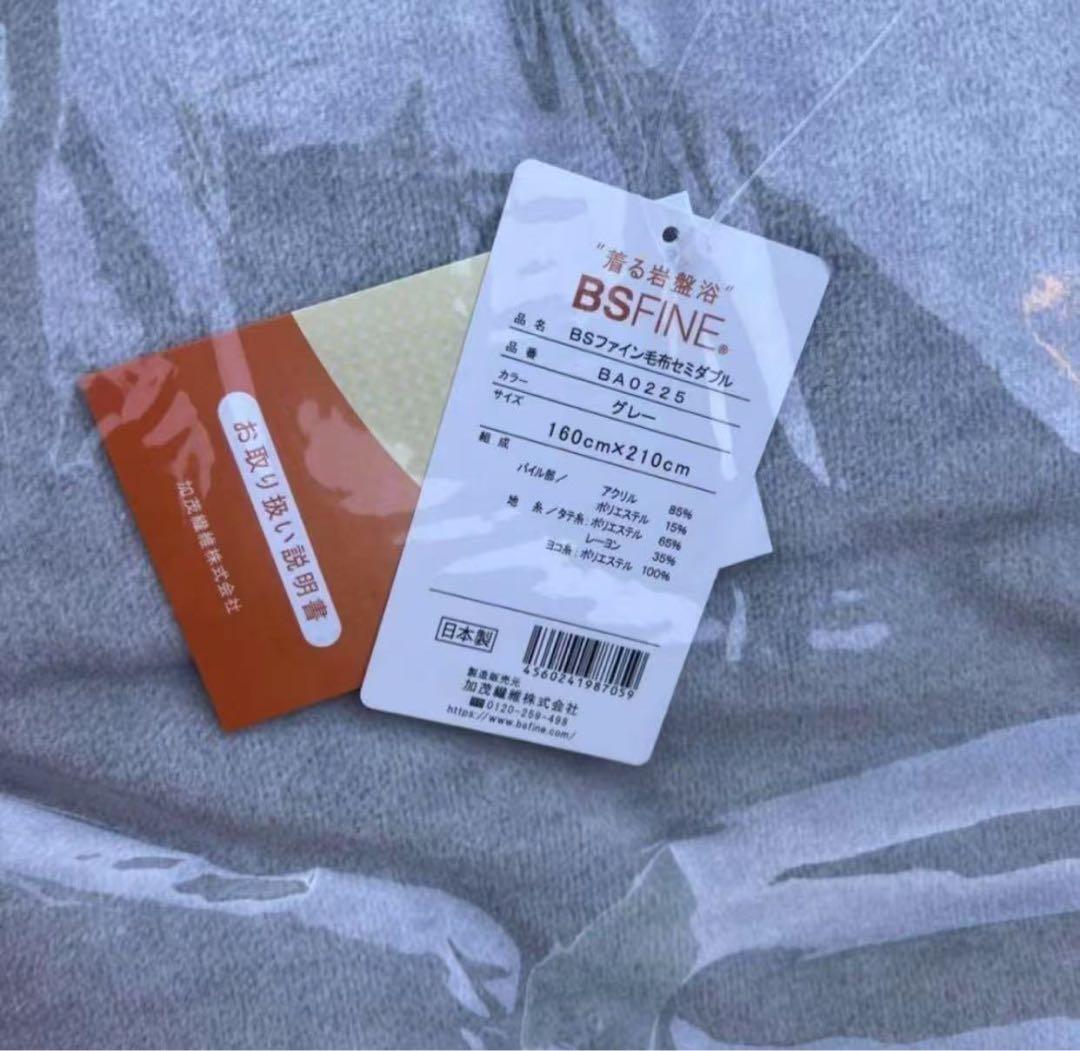 "着る岩盤浴"
BSFINE®
品名 BSファイン毛布セミダブル
品番 BA0225
カラー グレー
サイズ 160cm×210cm
組成
パイル部/ アクリル 85%
ポリエステル 15%
地 糸/タテ糸:ポリエステル 65%
レーヨン 35%
ヨコ糸:ポリエステル 100%
日本製
4560241987059
製造販売元
加茂繊維株式会社
0120-259-498
https://www.bsfine.com/
お取り扱い説明書
加茂繊維株式会社